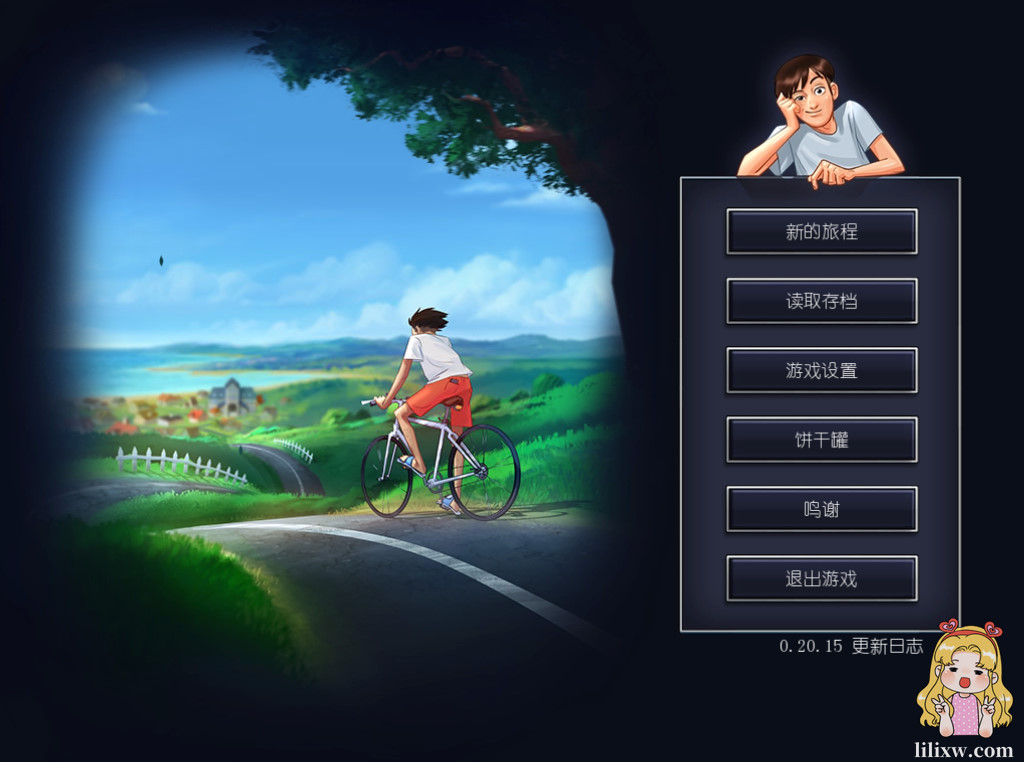 新的旅程
读取存档
游戏设置
饼干罐
鸣谢
退出游戏
0.20.15 更新日志
lilixw.com